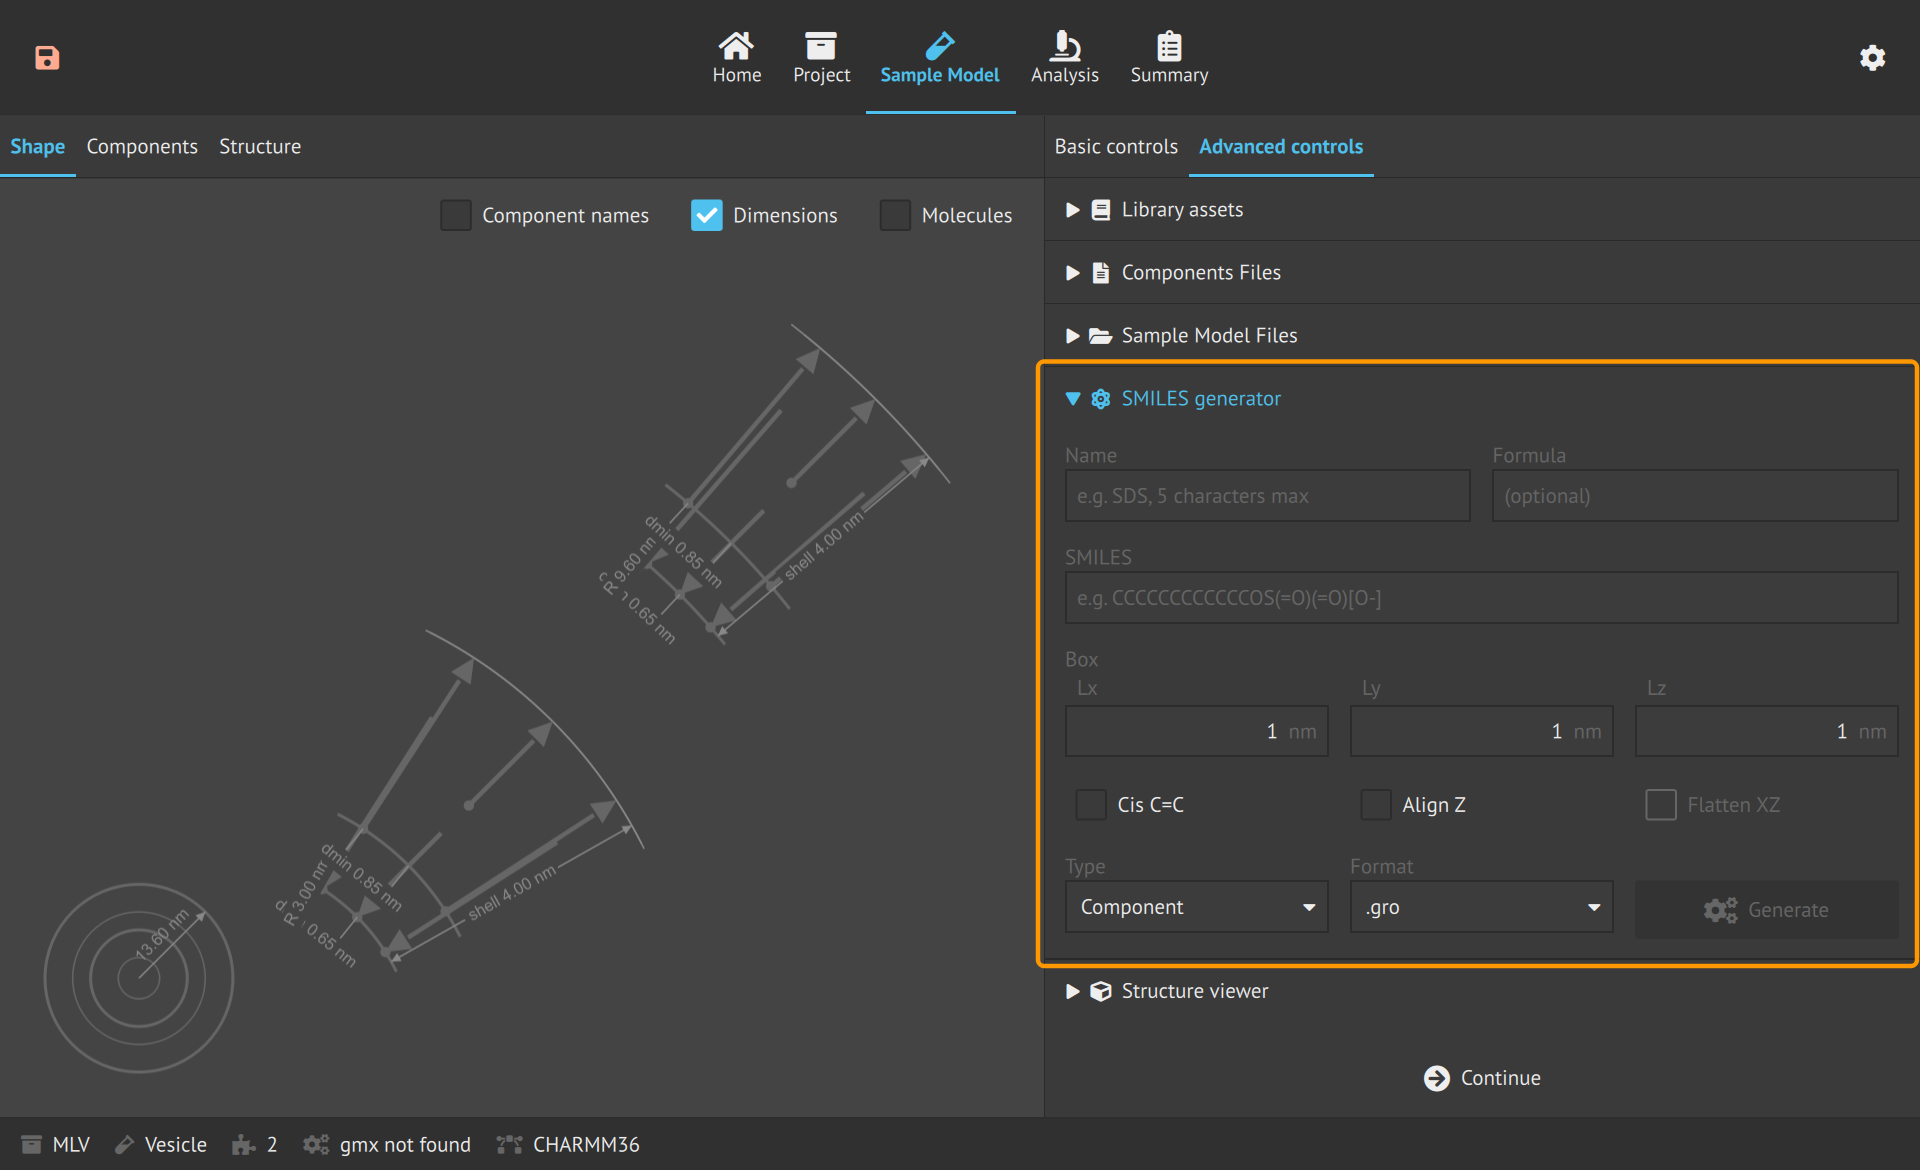 Home Project Sample Model Analysis Summary
Shape Components Structure
Basic controls Advanced controls
Component names Dimensions Molecules
Library assets
Components Files
Sample Model Files
SMILES generator
Name Formula
e.g. SDS, 5 characters max (optional)
SMILES
e.g. CCCCCCCCCCCCOS(=O)(=O)[O-]
Box
Lx Ly Lz
1 nm 1 nm 1 nm
Cis C=C Align Z Flatten XZ
Type Format
Component .gro Generate
Structure viewer
Continue
dmin 0.85 nm
R 9.60 nm
0.65 nm
shell 4.00 nm
dmin 0.85 nm
R 3.00 nm
0.65 nm
shell 4.00 nm
13.60 nm
MLV Vesicle 2 gmx not found CHARMM36